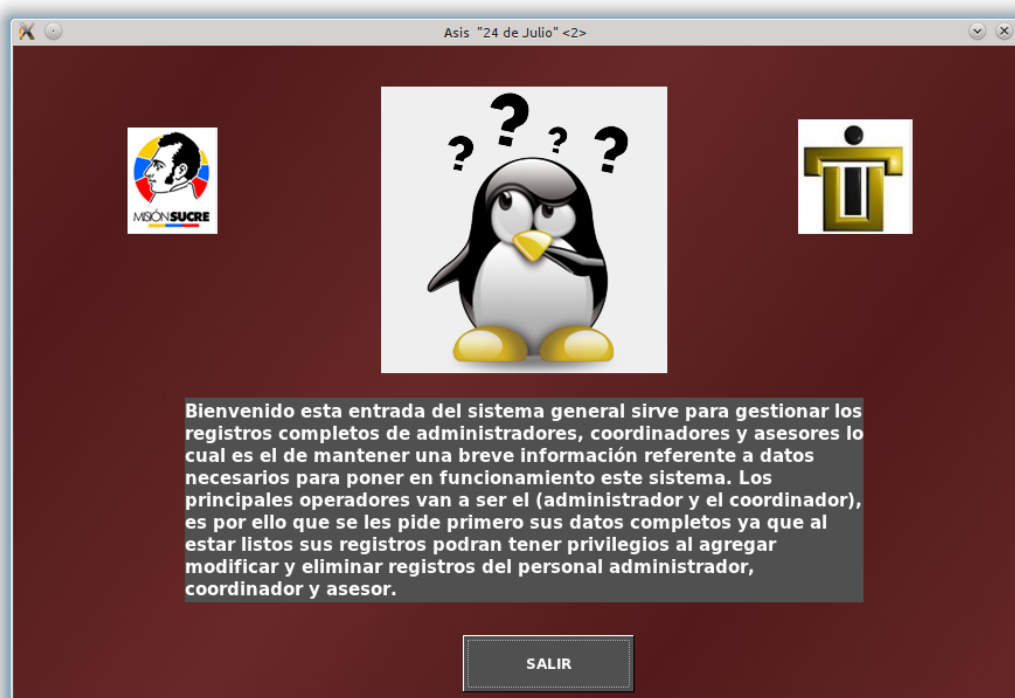 Asis "24 de Julio" <2>
? ? ? ?
MISIÓN SUCRE
Bienvenido esta entrada del sistema general sirve para gestionar los
registros completos de administradores, coordinadores y asesores lo
cual es el de mantener una breve información referente a datos
necesarios para poner en funcionamiento este sistema. Los
principales operadores van a ser el (administrador y el coordinador),
es por ello que se les pide primero sus datos completos ya que al
estar listos sus registros podran tener privilegios al agregar
modificar y eliminar registros del personal administrador,
coordinador y asesor.
SALIR